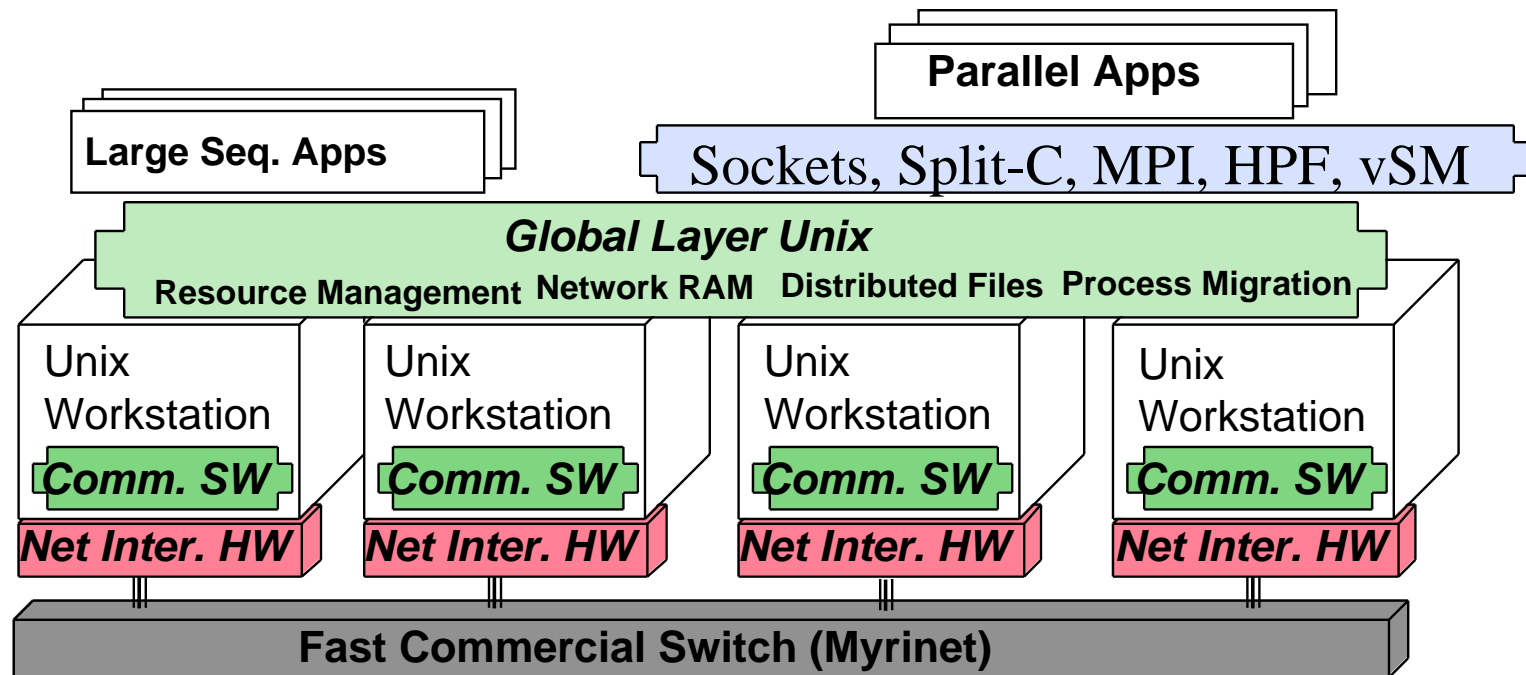 Parallel Apps
Large Seq. Apps
Sockets, Split-C, MPI, HPF, vSM
Global Layer Unix
Resource Management Network RAM Distributed Files Process Migration
Unix
Workstation
Comm. SW
Net Inter. HW
Unix
Workstation
Comm. SW
Net Inter. HW
Unix
Workstation
Comm. SW
Net Inter. HW
Unix
Workstation
Comm. SW
Net Inter. HW
Fast Commercial Switch (Myrinet)